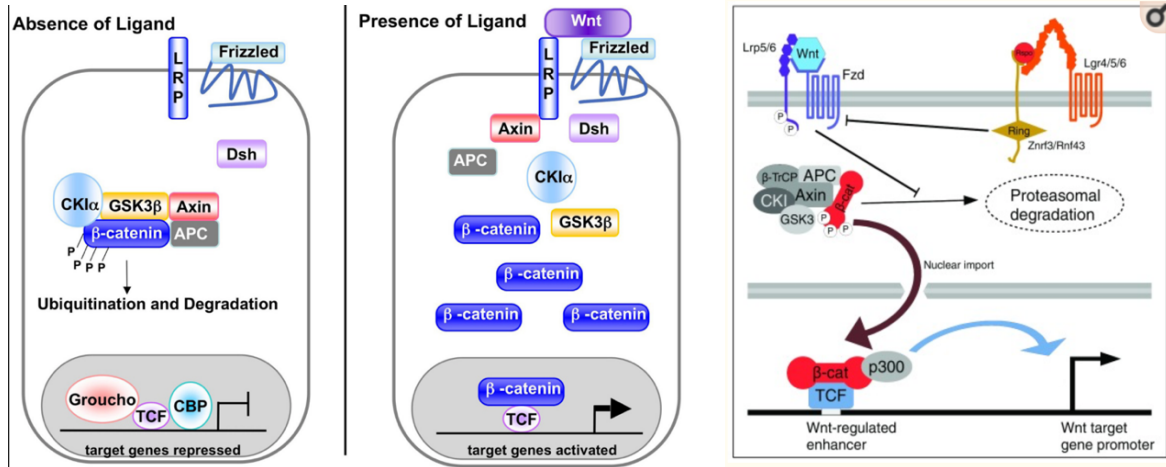 Absence of Ligand
LRP
Frizzled
Dsh
CKIα
GSK3β
Axin
β-catenin
APC
P
P
P
P
Ubiquitination and Degradation
Groucho
TCF
CBP
target genes repressed
Presence of Ligand
Wnt
LRP
Frizzled
Axin
Dsh
APC
CKIα
GSK3β
β -catenin
β -catenin
β -catenin
β -catenin
β -catenin
TCF
target genes activated
Lrp5/6
Wnt
Fzd
Rspo
Lgr4/5/6
P
P
Ring
Znrf3/Rnf43
β-TrCP
APC
CKI
Axin
β-cat
GSK3
P
P
P
Proteasomal
degradation
Nuclear import
β-cat
p300
TCF
Wnt-regulated
enhancer
Wnt target
gene promoter